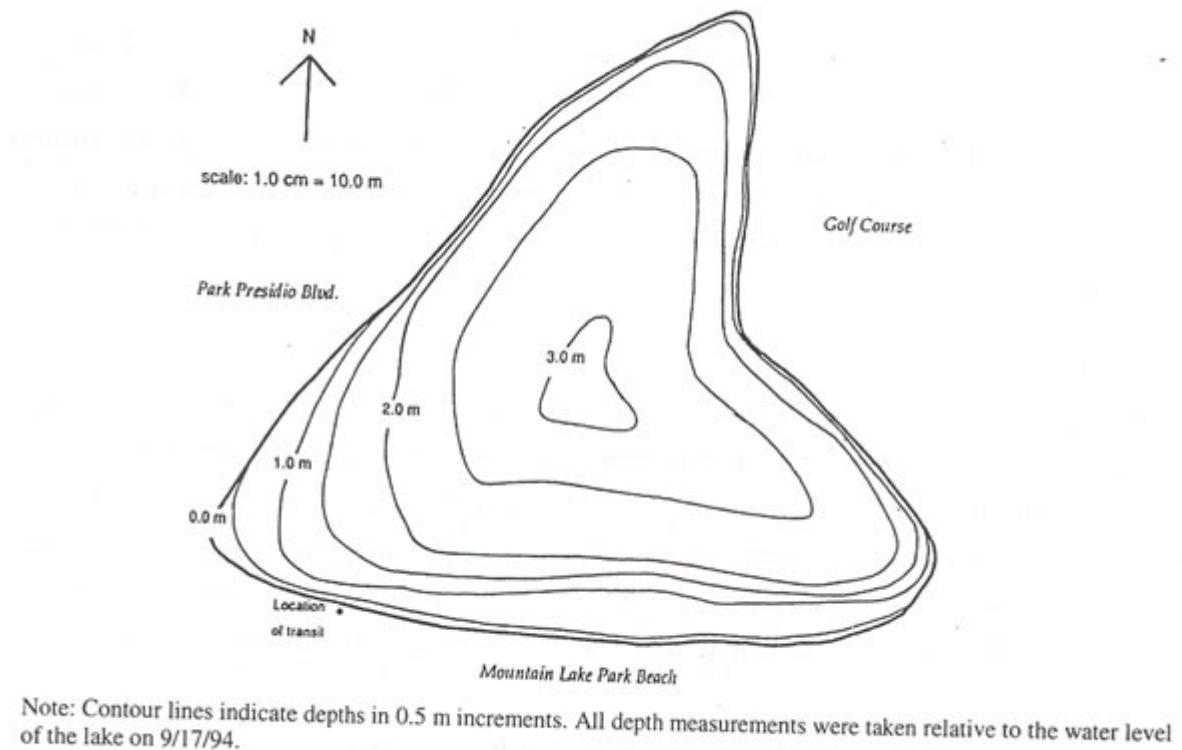 N
scale: 1.0 cm = 10.0 m
Golf Course
Park Presidio Blvd.
3.0 m
2.0 m
1.0 m
0.0 m
Location
of transit
Mountain Lake Park Beach
Note: Contour lines indicate depths in 0.5 m increments. All depth measurements were taken relative to the water level
of the lake on 9/17/94.